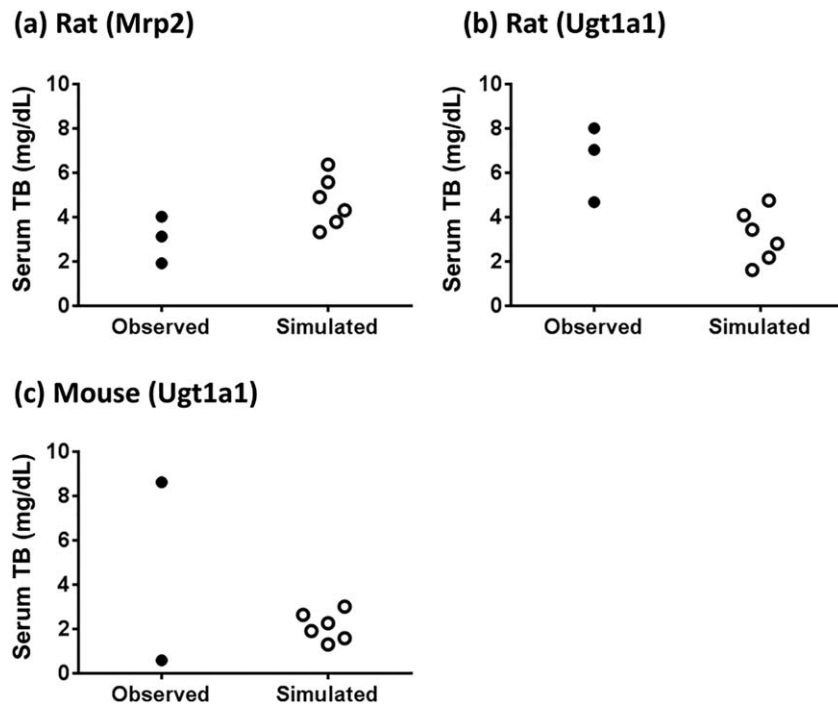 (a) Rat (Mrp2)
Serum TB (mg/dL)
10
8
6
4
2
0
Observed
Simulated
(b) Rat (Ugt1a1)
Serum TB (mg/dL)
10
8
6
4
2
0
Observed
Simulated
(c) Mouse (Ugt1a1)
Serum TB (mg/dL)
10
8
6
4
2
0
Observed
Simulated